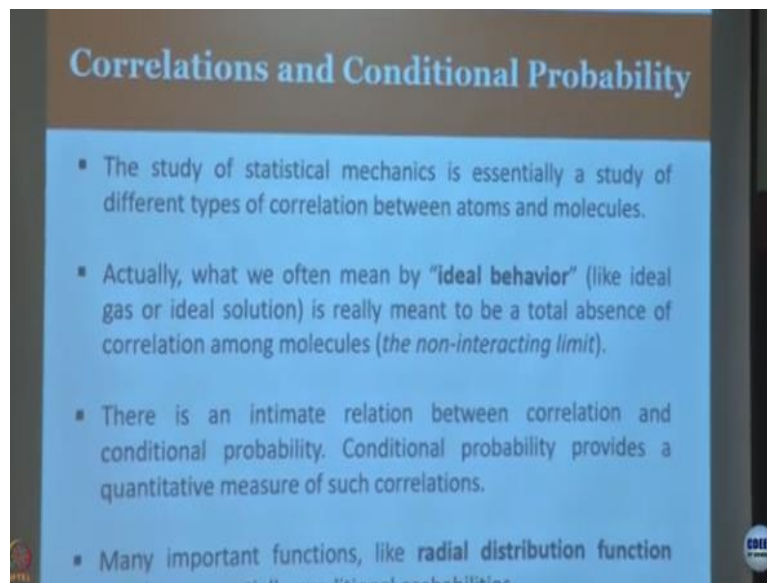 Correlations and Conditional Probability
▪ The study of statistical mechanics is essentially a study of
different types of correlation between atoms and molecules.
▪ Actually, what we often mean by "ideal behavior" (like ideal
gas or ideal solution) is really meant to be a total absence of
correlation among molecules (the non-interacting limit).
▪ There is an intimate relation between correlation and
conditional probability. Conditional probability provides a
quantitative measure of such correlations.
▪ Many important functions, like radial distribution function
conditional probabilities